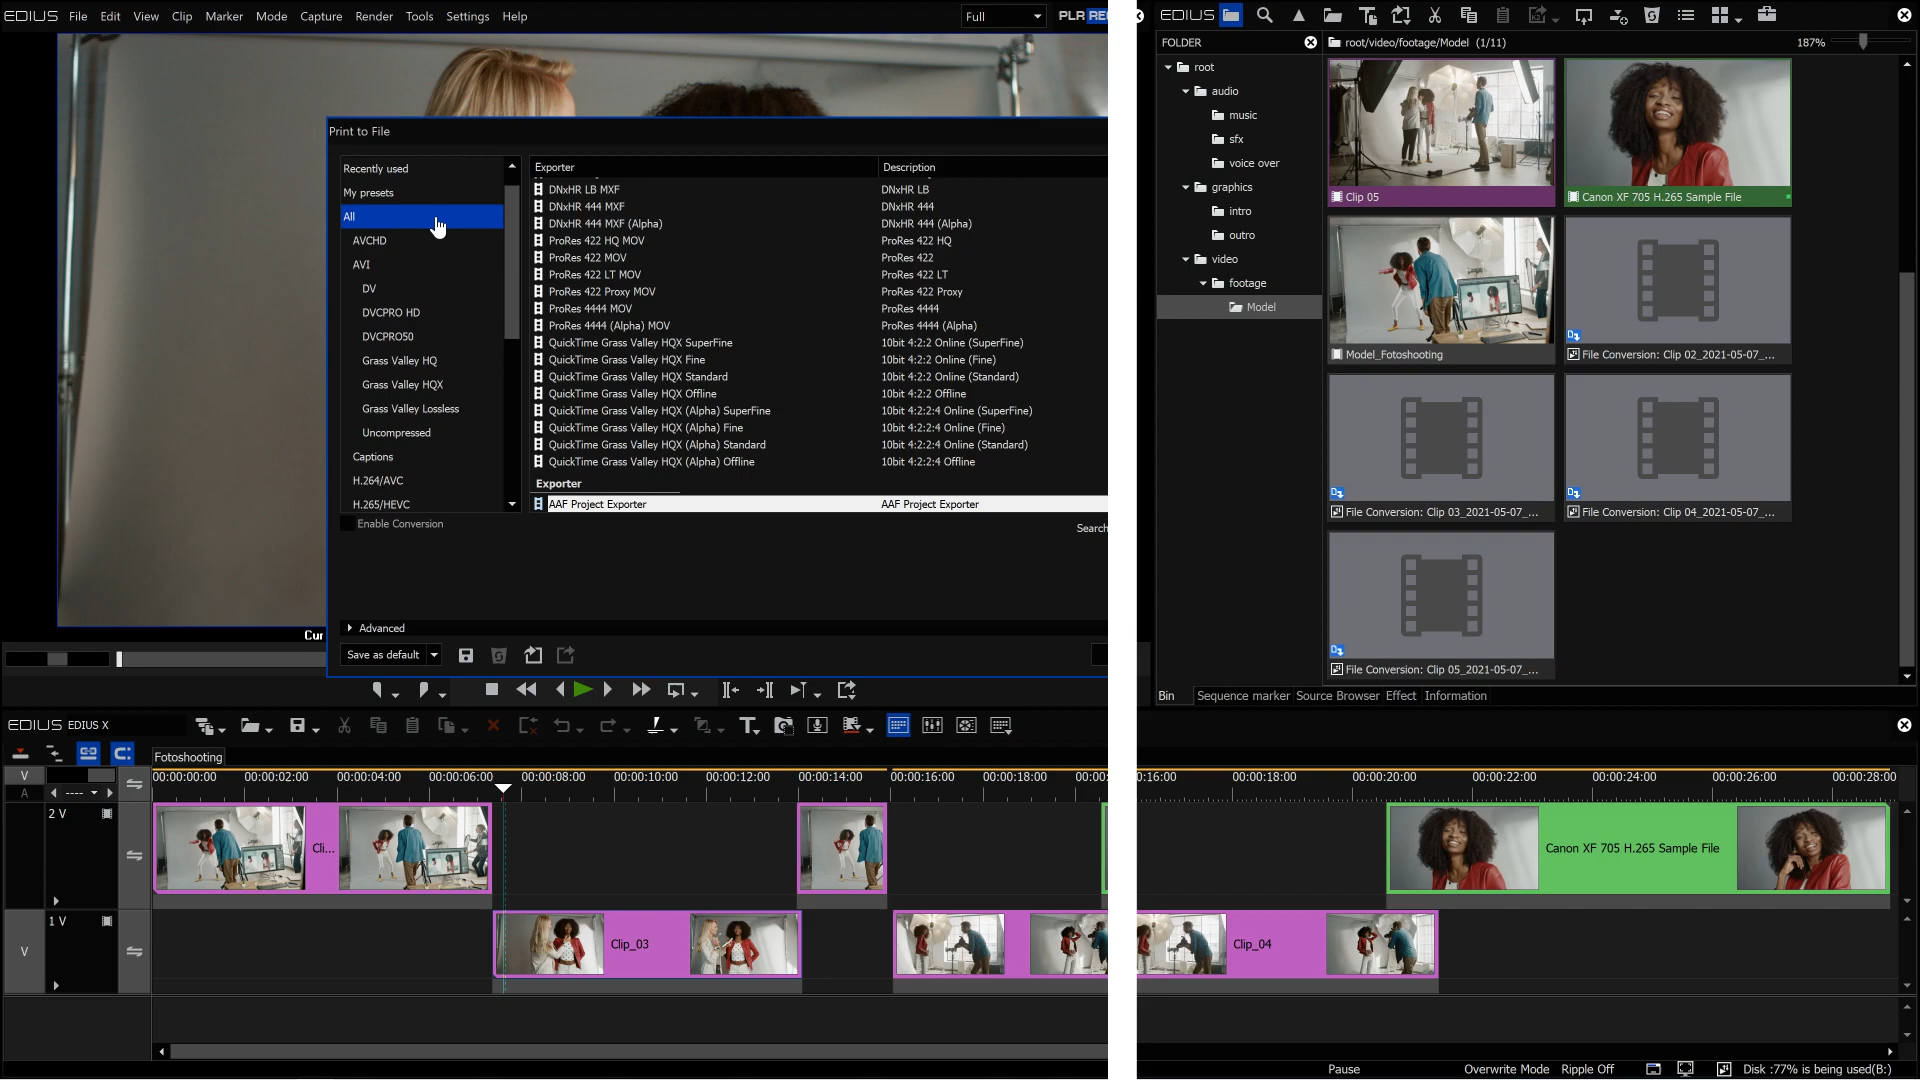 EDIUS File Edit View Clip Marker Mode Capture Render Tools Settings Help
Full
PLR REC
Print to File
Recently used
My presets
All
AVCHD
AVI
DV
DVCPRO HD
DVCPRO50
Grass Valley HQ
Grass Valley HQX
Grass Valley Lossless
Uncompressed
Captions
H.264/AVC
H.265/HEVC
Enable Conversion
Exporter Description
DNxHR LB MXF DNxHR LB
DNxHR 444 MXF DNxHR 444
DNxHR 444 MXF (Alpha) DNxHR 444 (Alpha)
ProRes 422 HQ MOV ProRes 422 HQ
ProRes 422 MOV ProRes 422
ProRes 422 LT MOV ProRes 422 LT
ProRes 422 Proxy MOV ProRes 422 Proxy
ProRes 4444 MOV ProRes 4444
ProRes 4444 (Alpha) MOV ProRes 4444 (Alpha)
QuickTime Grass Valley HQX SuperFine 10bit 4:2:2 Online (SuperFine)
QuickTime Grass Valley HQX Fine 10bit 4:2:2 Online (Fine)
QuickTime Grass Valley HQX Standard 10bit 4:2:2 Online (Standard)
QuickTime Grass Valley HQX Offline 10bit 4:2:2 Offline
QuickTime Grass Valley HQX (Alpha) SuperFine 10bit 4:2:2:4 Online (SuperFine)
QuickTime Grass Valley HQX (Alpha) Fine 10bit 4:2:2:4 Online (Fine)
QuickTime Grass Valley HQX (Alpha) Standard 10bit 4:2:2:4 Online (Standard)
QuickTime Grass Valley HQX (Alpha) Offline 10bit 4:2:2:4 Offline
Exporter
AAF Project Exporter AAF Project Exporter
Search
Advanced
Save as default
Cur
EDIUS
FOLDER
root/video/footage/Model (1/11)
187%
root
audio
music
sfx
voice over
graphics
intro
outro
video
footage
Model
Clip 05
Canon XF 705 H.265 Sample File
Model_Fotoshooting
File Conversion: Clip 02_2021-05-07_...
File Conversion: Clip 03_2021-05-07_...
File Conversion: Clip 04_2021-05-07_...
File Conversion: Clip 05_2021-05-07_...
Bin Sequence marker Source Browser Effect Information
EDIUS EDIUS X
Fotoshooting
V
A
----
00:00:00:00 00:00:02:00 00:00:04:00 00:00:06:00 00:00:08:00 00:00:10:00 00:00:12:00 00:00:14:00 00:00:16:00 00:00:18:00 00:00:
0:16:00 00:00:18:00 00:00:20:00 00:00:22:00 00:00:24:00 00:00:26:00 00:00:28:00
2 V
Cli...
Canon XF 705 H.265 Sample File
1 V
V
Clip_03
Clip_04
Pause
Overwrite Mode
Ripple Off
Disk :77% is being used(B:)